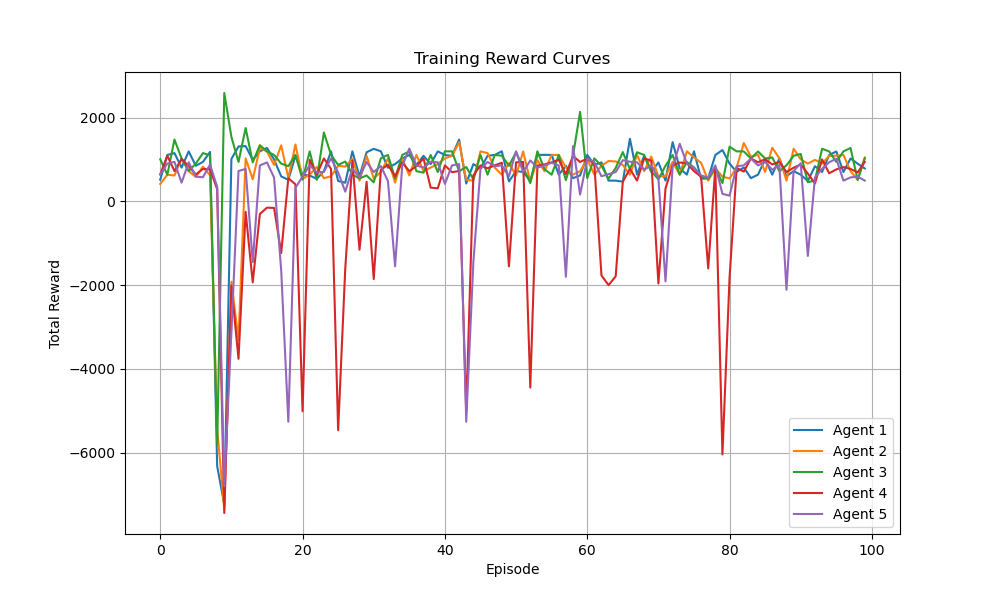 Training Reward Curves
Total Reward
2000
0
−2000
−4000
−6000
0 20 40 60 80 100
Episode
Agent 1
Agent 2
Agent 3
Agent 4
Agent 5